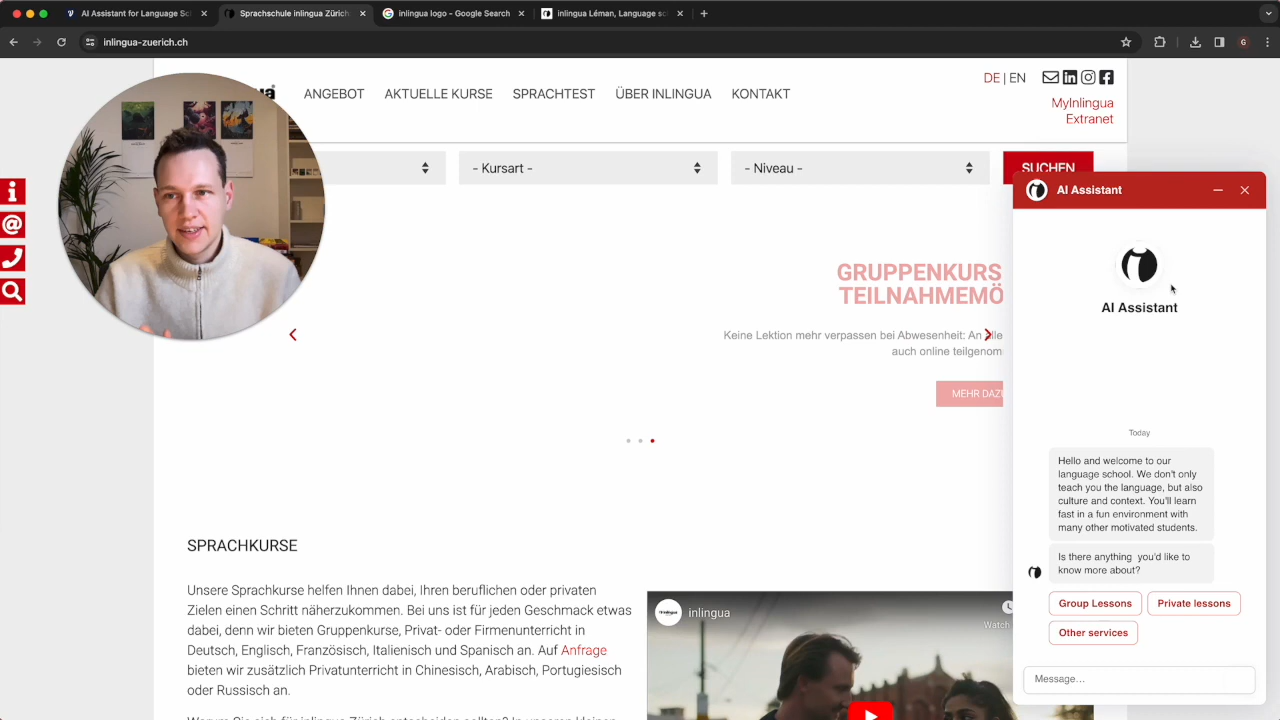 AI Assistant for Language Sc
Sprachschule inlingua Zürich
inlingua logo - Google Search
inlingua Léman, Language sc
inlingua-zurich.ch
G
ANGEBOT
AKTUELLE KURSE
SPRACHTEST
ÜBER INLINGUA
KONTAKT
DE | EN
MyInlingua
Extranet
- Kursart -
- Niveau -
SUCHEN
GRUPPENKURS
TEILNAHMEMÖ
Keine Lektion mehr verpassen bei Abwesenheit: An alle
auch online teilgenom
MEHR DAZU
SPRACHKURSE
Unsere Sprachkurse helfen Ihnen dabei, Ihren beruflichen oder privaten
Zielen einen Schritt näherzukommen. Bei uns ist für jeden Geschmack etwas
dabei, denn wir bieten Gruppenkurse, Privat- oder Firmenunterricht in
Deutsch, Englisch, Französisch, Italienisch und Spanisch an. Auf Anfrage
bieten wir zusätzlich Privatunterricht in Chinesisch, Arabisch, Portugiesisch
oder Russisch an.
inlingua
Watch
AI Assistant
AI Assistant
Today
Hello and welcome to our
language school. We don't only
teach you the language, but also
culture and context. You'll learn
fast in a fun environment with
many other motivated students.
Is there anything you'd like to
know more about?
Group Lessons
Private lessons
Other services
Message...